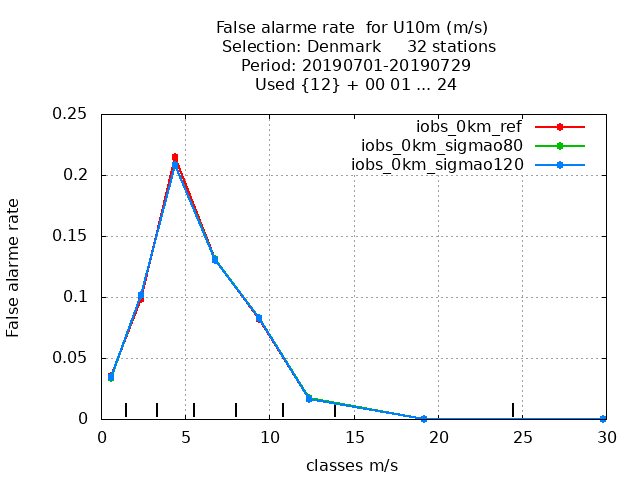 False alarme rate  for U10m (m/s)
Selection: Denmark     32 stations
Period: 20190701-20190729
Used {12} + 00 01 ... 24
iobs_0km_ref
iobs_0km_sigmao80
iobs_0km_sigmao120
False alarme rate
0.25
0.2
0.15
0.1
0.05
0
0 5 10 15 20 25 30
classes m/s